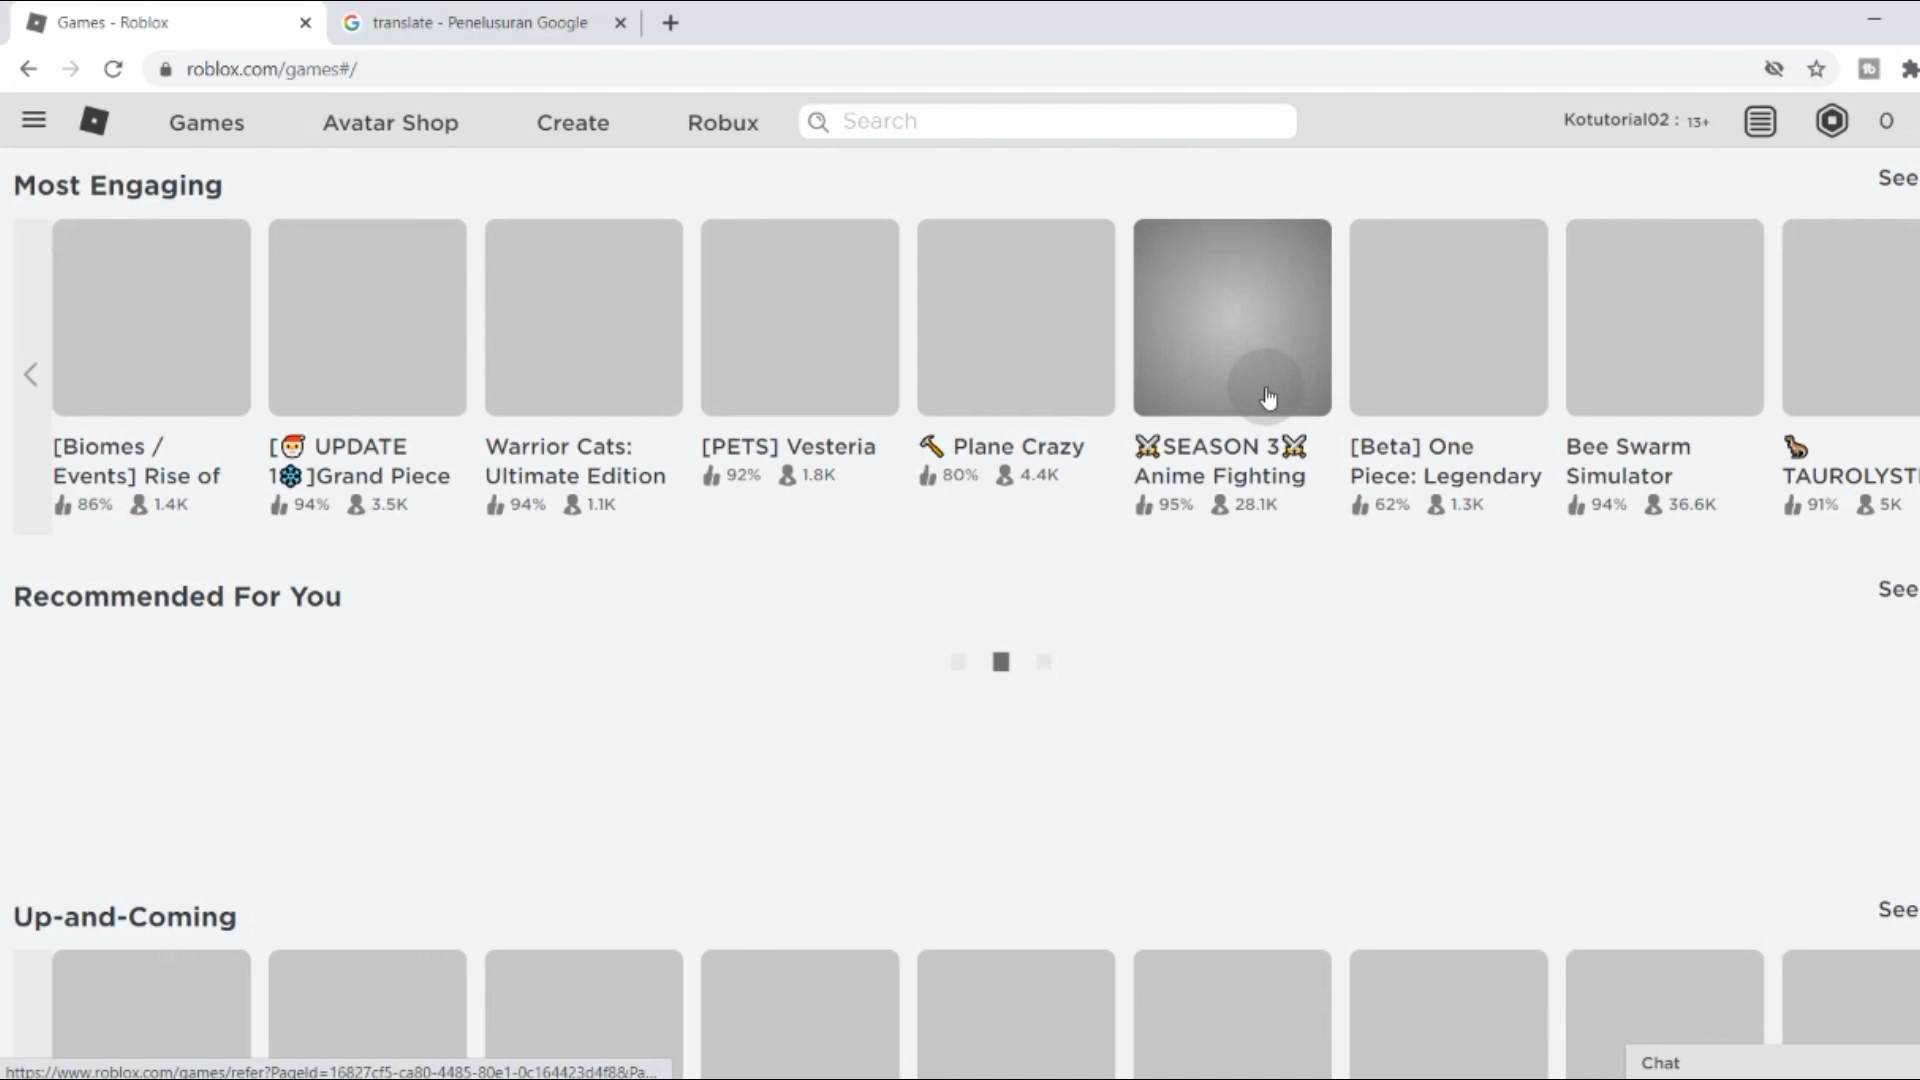 Games - Roblox
translate - Penelusuran Google
roblox.com/games#/
Games
Avatar Shop
Create
Robux
Search
Kotutorial02 : 13+
0
Most Engaging
See
[Biomes /
Events] Rise of
86% 1.4K
[🎅 UPDATE
1❄️]Grand Piece
94% 3.5K
Warrior Cats:
Ultimate Edition
94% 1.1K
[PETS] Vesteria
92% 1.8K
🔨 Plane Crazy
80% 4.4K
⚔️SEASON 3⚔️
Anime Fighting
95% 28.1K
[Beta] One
Piece: Legendary
62% 1.3K
Bee Swarm
Simulator
94% 36.6K
🐂
TAUROLYST
91% 5K
Recommended For You
See
Up-and-Coming
See
https://www.roblox.com/games/refer?PageId=16827cf5-ca80-4485-80e1-0c164423d4f88&Pa...
Chat